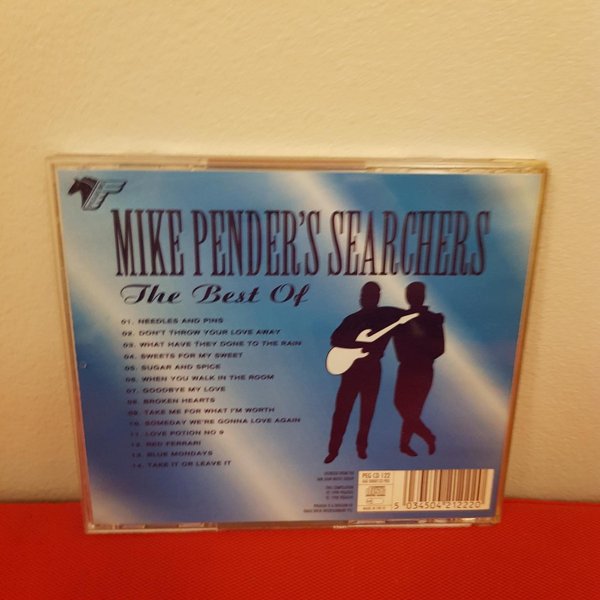 MIKE PENDER'S SEARCHERS
The Best Of
01. NEEDLES AND PINS
02. DON'T THROW YOUR LOVE AWAY
03. WHAT HAVE THEY DONE TO THE RAIN
04. SWEETS FOR MY SWEET
05. SUGAR AND SPICE
06. WHEN YOU WALK IN THE ROOM
07. GOODBYE MY LOVE
08. BROKEN HEARTS
09. TAKE ME FOR WHAT I'M WORTH
10. SOMEDAY WE'RE GONNA LOVE AGAIN
11. LOVE POTION NO 9
12. RED FERRARI
13. BLUE MONDAYS
14. TAKE IT OR LEAVE IT
PEG CD 122
5 034504 212220